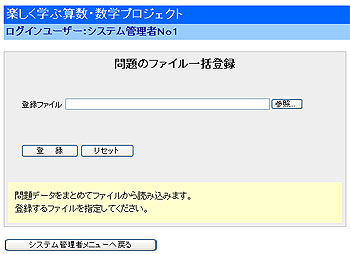 楽しく学ぶ算数・数学プロジェクト
ログインユーザー：システム管理者No1
問題のファイル一括登録
登録ファイル 参照...
登　録 リセット
問題データをまとめてファイルから読み込みます。
登録するファイルを指定してください。
システム管理者メニューへ戻る